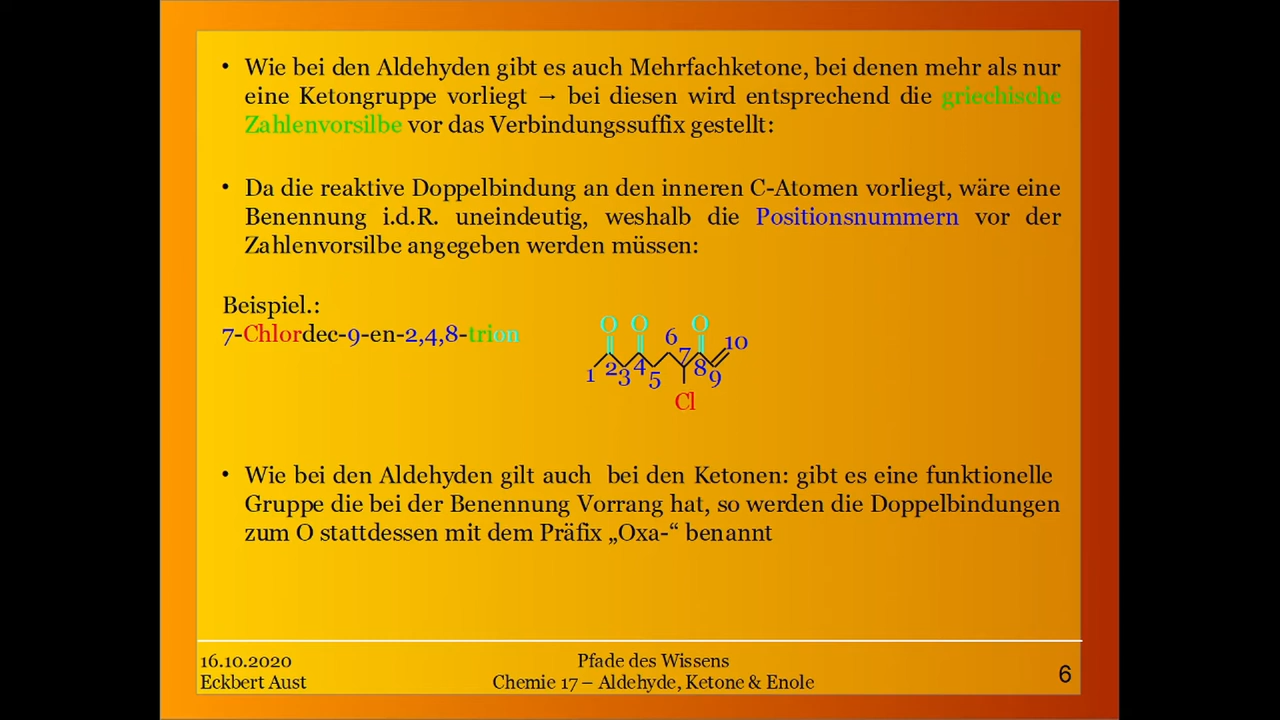 • Wie bei den Aldehyden gibt es auch Mehrfachketone, bei denen mehr als nur
eine Ketongruppe vorliegt → bei diesen wird entsprechend die griechische
Zahlenvorsilbe vor das Verbindungssuffix gestellt:
• Da die reaktive Doppelbindung an den inneren C-Atomen vorliegt, wäre eine
Benennung i.d.R. uneindeutig, weshalb die Positionsnummern vor der
Zahlenvorsilbe angegeben werden müssen:
Beispiel.:
7-Chlordec-9-en-2,4,8-trion
O O O
1 2 3 4 5 6 7 8 9 10
Cl
• Wie bei den Aldehyden gilt auch bei den Ketonen: gibt es eine funktionelle
Gruppe die bei der Benennung Vorrang hat, so werden die Doppelbindungen
zum O stattdessen mit dem Präfix „Oxa-“ benannt
16.10.2020
Eckbert Aust
Pfade des Wissens
Chemie 17 – Aldehyde, Ketone & Enole
6